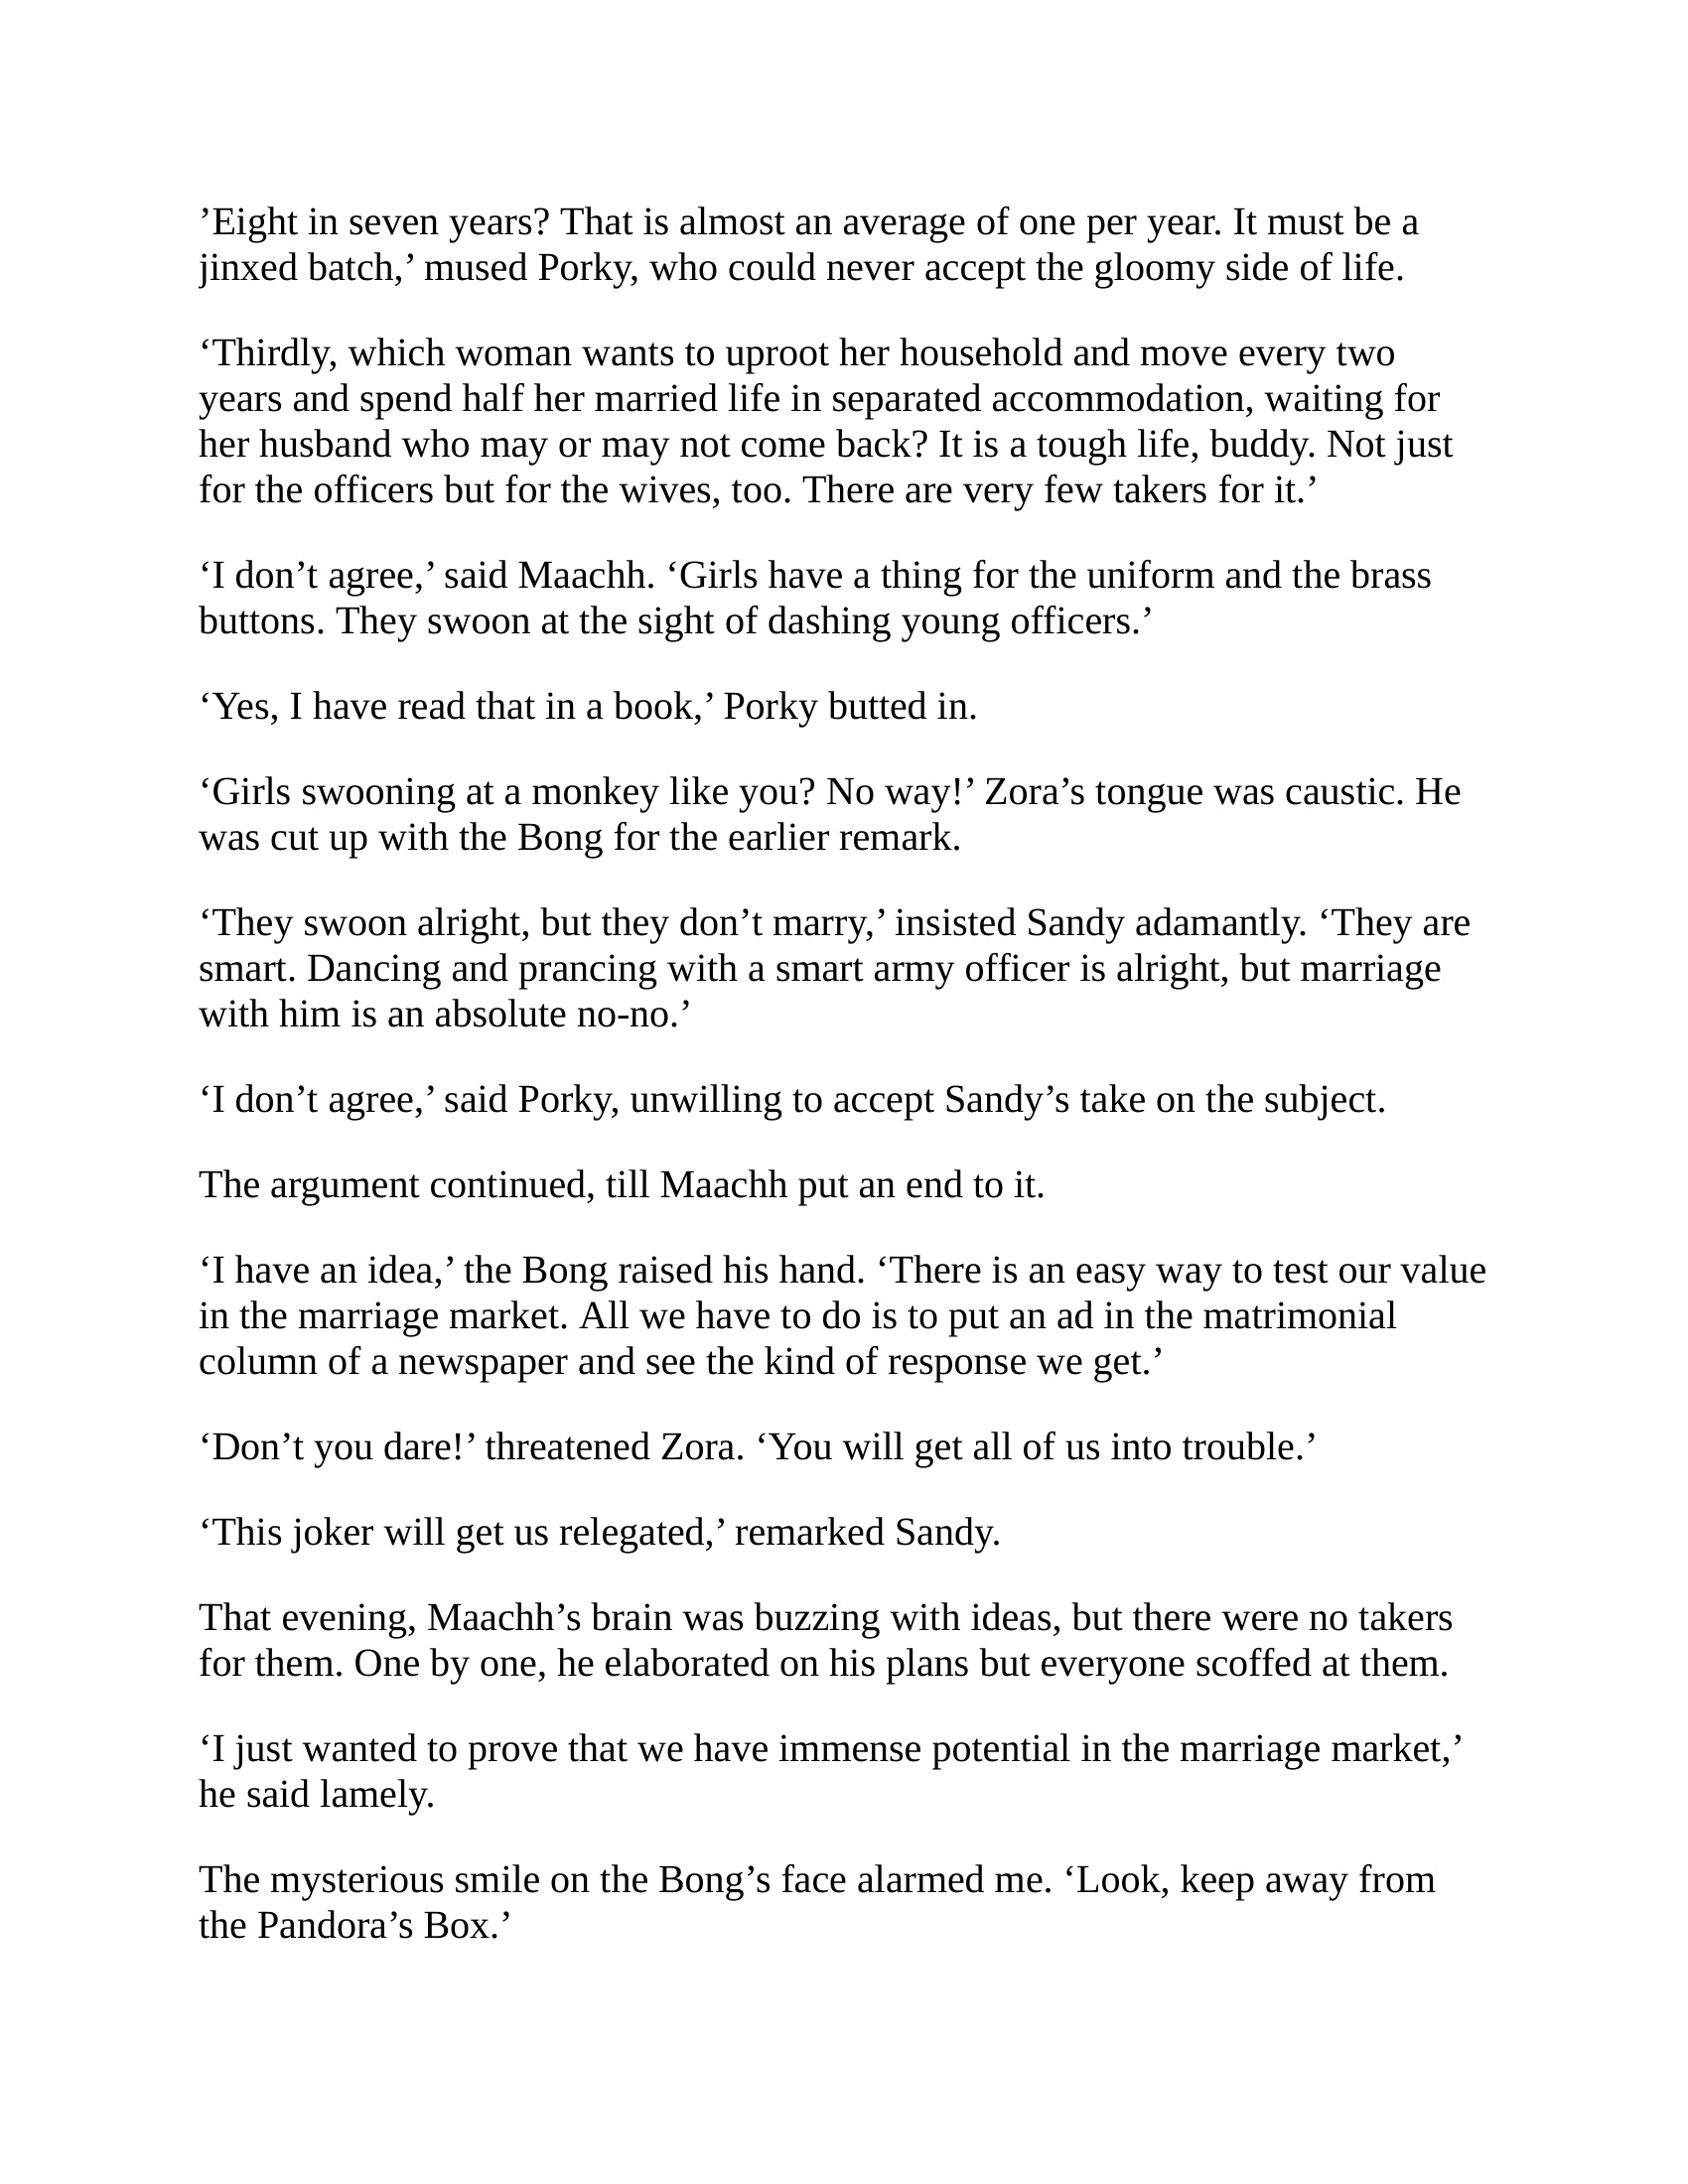 ’Eight in seven years? That is almost an average of one per year. It must be a
jinxed batch,’ mused Porky, who could never accept the gloomy side of life.
‘Thirdly, which woman wants to uproot her household and move every two
years and spend half her married life in separated accommodation, waiting for
her husband who may or may not come back? It is a tough life, buddy. Not just
for the officers but for the wives, too. There are very few takers for it.’
‘I don’t agree,’ said Maachh. ‘Girls have a thing for the uniform and the brass
buttons. They swoon at the sight of dashing young officers.’
‘Yes, I have read that in a book,’ Porky butted in.
‘Girls swooning at a monkey like you? No way!’ Zora’s tongue was caustic. He
was cut up with the Bong for the earlier remark.
‘They swoon alright, but they don’t marry,’ insisted Sandy adamantly. ‘They are
smart. Dancing and prancing with a smart army officer is alright, but marriage
with him is an absolute no-no.’
‘I don’t agree,’ said Porky, unwilling to accept Sandy’s take on the subject.
The argument continued, till Maachh put an end to it.
‘I have an idea,’ the Bong raised his hand. ‘There is an easy way to test our value
in the marriage market. All we have to do is to put an ad in the matrimonial
column of a newspaper and see the kind of response we get.’
‘Don’t you dare!’ threatened Zora. ‘You will get all of us into trouble.’
‘This joker will get us relegated,’ remarked Sandy.
That evening, Maachh’s brain was buzzing with ideas, but there were no takers
for them. One by one, he elaborated on his plans but everyone scoffed at them.
‘I just wanted to prove that we have immense potential in the marriage market,’
he said lamely.
The mysterious smile on the Bong’s face alarmed me. ‘Look, keep away from
the Pandora’s Box.’